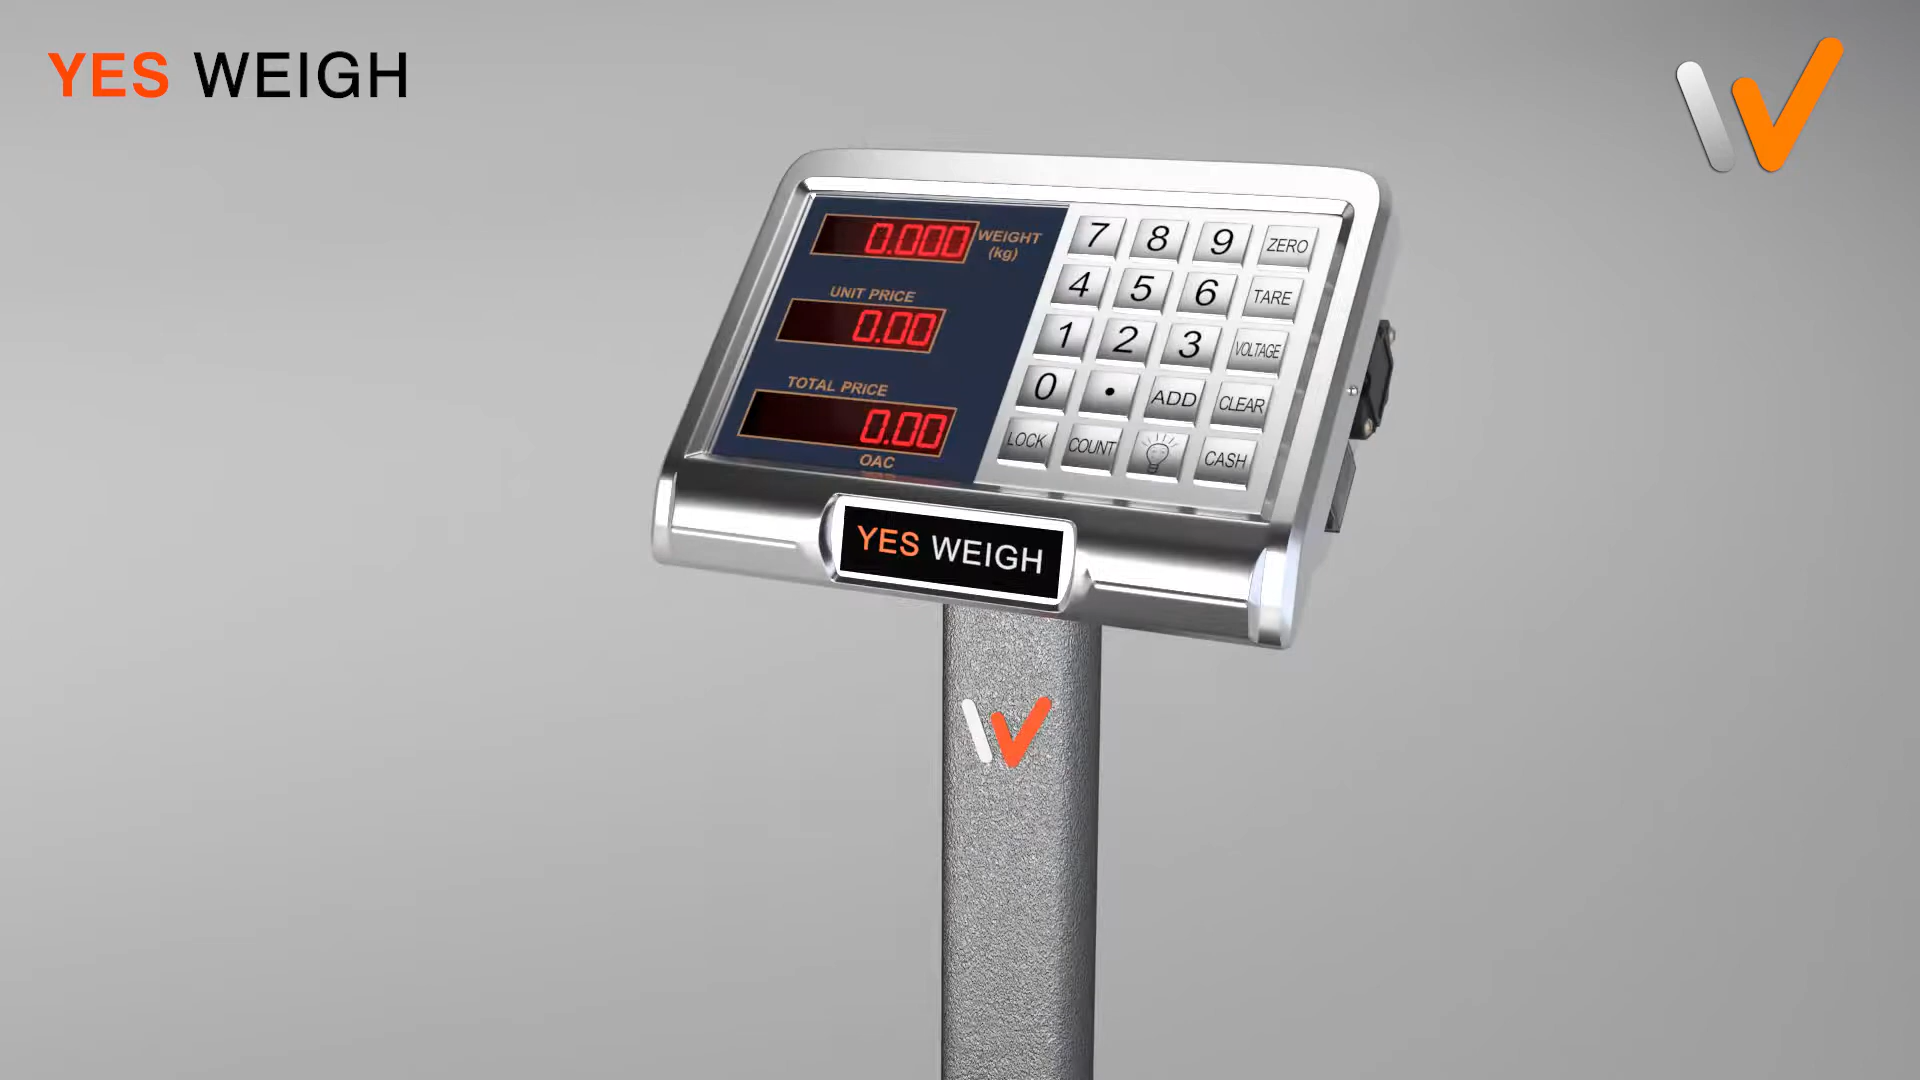 YES WEIGH
0.000 WEIGHT
(kg)
UNIT PRICE
0.00
TOTAL PRICE
0.00
OAC
7 8 9 ZERO
4 5 6 TARE
1 2 3 VOLTAGE
0 . ADD CLEAR
LOCK COUNT CASH
YES WEIGH